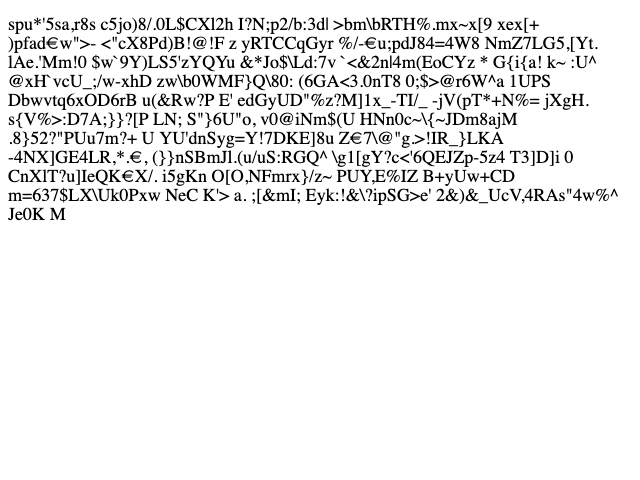 spu*'5sa,r8s c5jo)8/.0L$CXl2h I?N;p2/b:3d| >bm\bRTH%.mx~x[9 xex[+
)pfad€w">- <"cX8Pd)B!@!F z yRTCCqGyr %/-€u;pdJ84=4W8 NmZ7LG5,[Yt.
lAe.'Mm!0 $w`9Y)LS5'zYQYu &*Jo$\Ld:7v`<&2n|4m(EoCYz * G{i{a! k~ :U^
@xH`vcU_;/w-xhD zw\b0WMF}Q\80: (6GA<3.0nT8 0;$>@r6W^a 1UPS
Dbwvtq6xOD6rB u(&Rw?P E' edGyUD"%z?M]1x_-TI/_ -jV(pT*+N%= jXgH.
s{V%>:D7A;}}?[P LN; S"}6U"o, v0@iNm$(U HNn0c~\{~JDm8ajM
.8}52?"PUu7m?+ U YU'dnSyg=Y!7DKE]8u Z€7\@"g.>!IR_}LKA
-4NX]GE4LR,*.€, (}}nSBmJl.(u/uS:RGQ^ \g1[gY?c<'6QEJZp-5z4 T3]D]i 0
CnXlT?u]IeQK€X/. i5gKn O[O,NFmrx}/z~ PUY,E%IZ B+yUw+CD
m=637$LX\Uk0Pxw NeC K'> a. ;[&mI; Eyk:!&\?ipSG>e' 2&)&_UcV,4RAs"4w%^
Je0K M